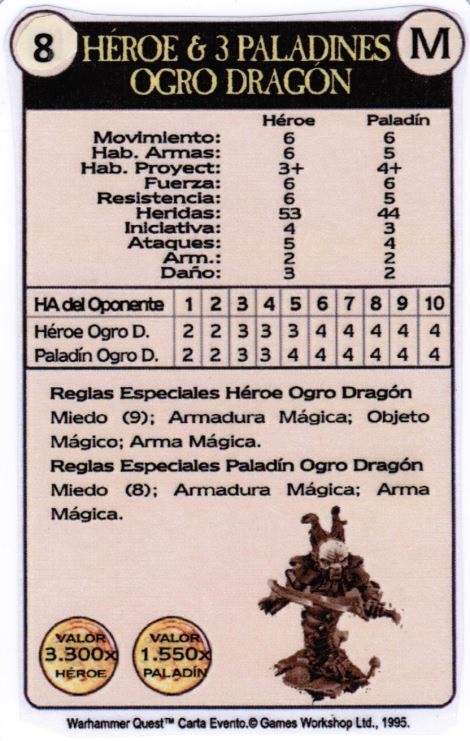 8 HÉROE & 3 PALADINES M
OGRO DRAGÓN
Héroe Paladín
Movimiento: 6 6
Hab. Armas: 6 5
Hab. Proyect: 3+ 4+
Fuerza: 6 6
Resistencia: 6 5
Heridas: 53 44
Iniciativa: 4 3
Ataques: 5 4
Arm.: 2 2
Daño: 3 2
HA del Oponente 1 2 3 4 5 6 7 8 9 10
Héroe Ogro D. 2 2 3 3 3 4 4 4 4 4
Paladín Ogro D. 2 2 3 3 4 4 4 4 4 4
Reglas Especiales Héroe Ogro Dragón
Miedo (9); Armadura Mágica; Objeto
Mágico; Arma Mágica.
Reglas Especiales Paladín Ogro Dragón
Miedo (8); Armadura Mágica; Arma
Mágica.
VALOR
3.300x
HÉROE
VALOR
1.550x
PALADÍN
Warhammer Quest™ Carta Evento.© Games Workshop Ltd., 1995.